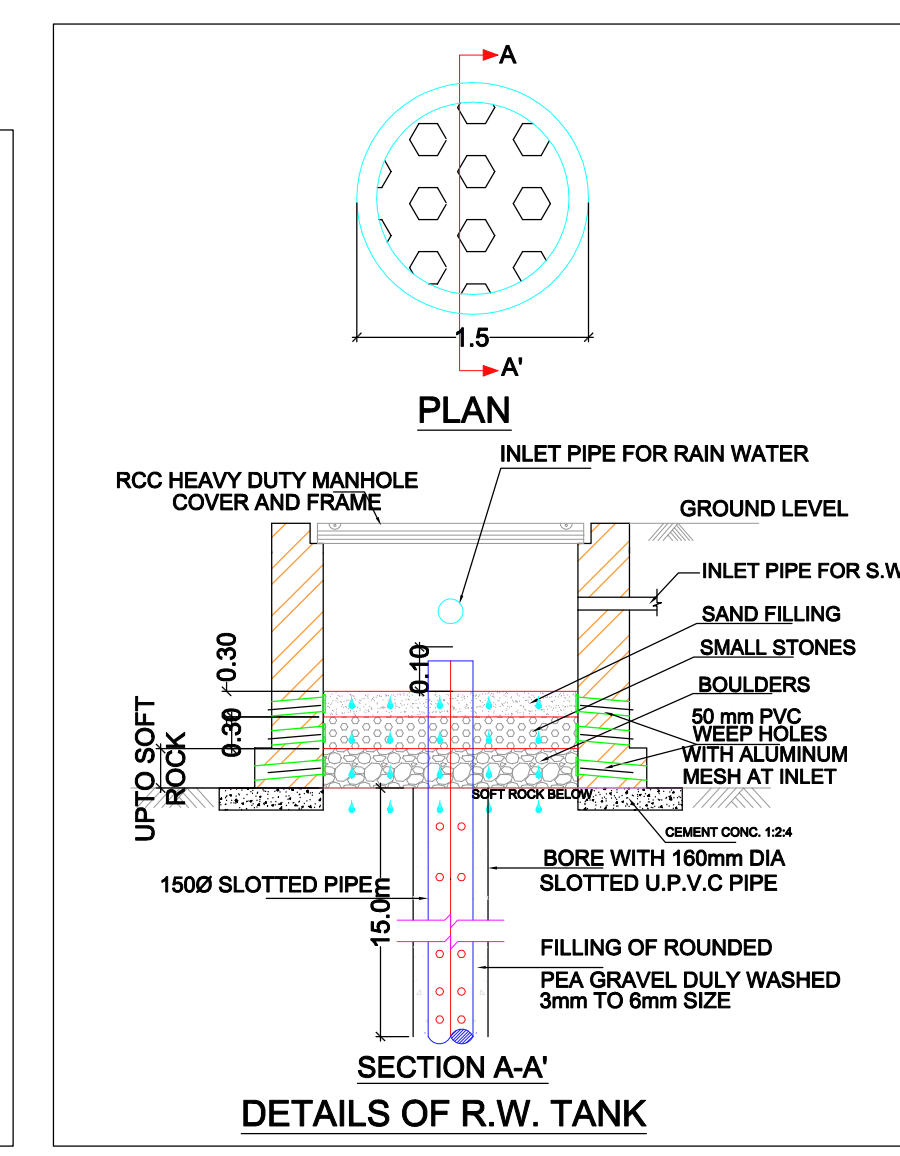 A
1.5
A'
PLAN
INLET PIPE FOR RAIN WATER
RCC HEAVY DUTY MANHOLE
COVER AND FRAME
GROUND LEVEL
INLET PIPE FOR S.W
SAND FILLING
SMALL STONES
BOULDERS
0.30
0.10
0.30
UPTO SOFT
ROCK
50 mm PVC
WEEP HOLES
WITH ALUMINUM
MESH AT INLET
SOFT ROCK BELOW
CEMENT CONC. 1:2:4
BORE WITH 160mm DIA
SLOTTED U.P.V.C PIPE
150Ø SLOTTED PIPE
15.0m
FILLING OF ROUNDED
PEA GRAVEL DULY WASHED
3mm TO 6mm SIZE
SECTION A-A'
DETAILS OF R.W. TANK